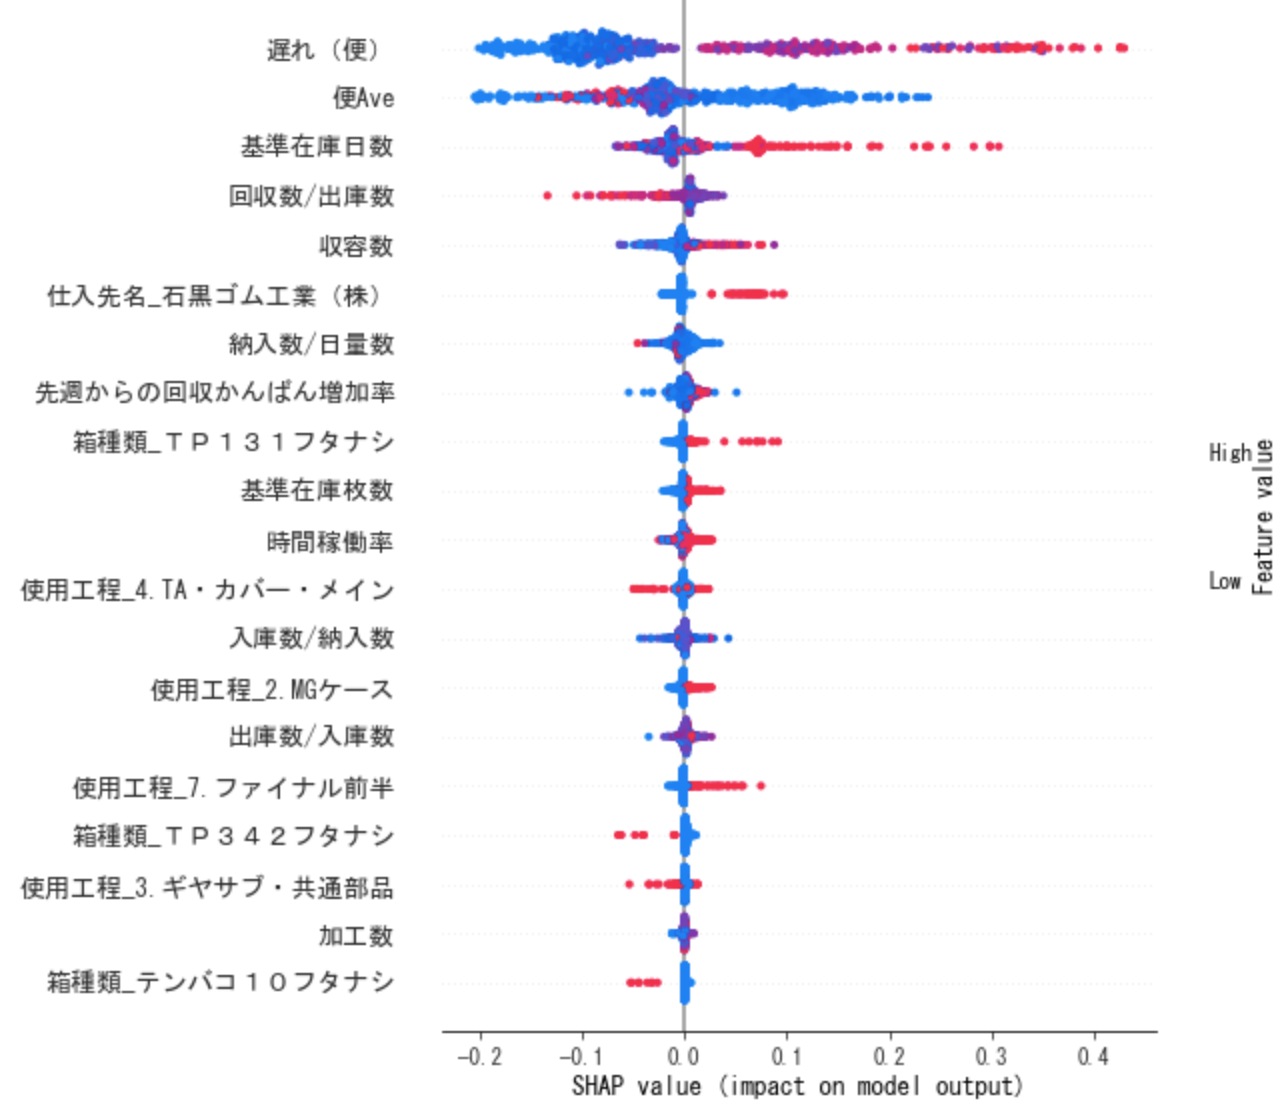 遅れ（便）
便Ave
基準在庫日数
回収数/出庫数
収容数
仕入先名_石黒ゴム工業（株）
納入数/日量数
先週からの回収かんばん増加率
箱種類_ＴＰ１３１フタナシ
基準在庫枚数
時間稼働率
使用工程_4.TA・カバー・メイン
入庫数/納入数
使用工程_2.MGケース
出庫数/入庫数
使用工程_7.ファイナル前半
箱種類_ＴＰ３４２フタナシ
使用工程_3.ギヤサブ・共通部品
加工数
箱種類_テンバコ１０フタナシ
-0.2 -0.1 0.0 0.1 0.2 0.3 0.4
SHAP value (impact on model output)
High
Low
Feature value